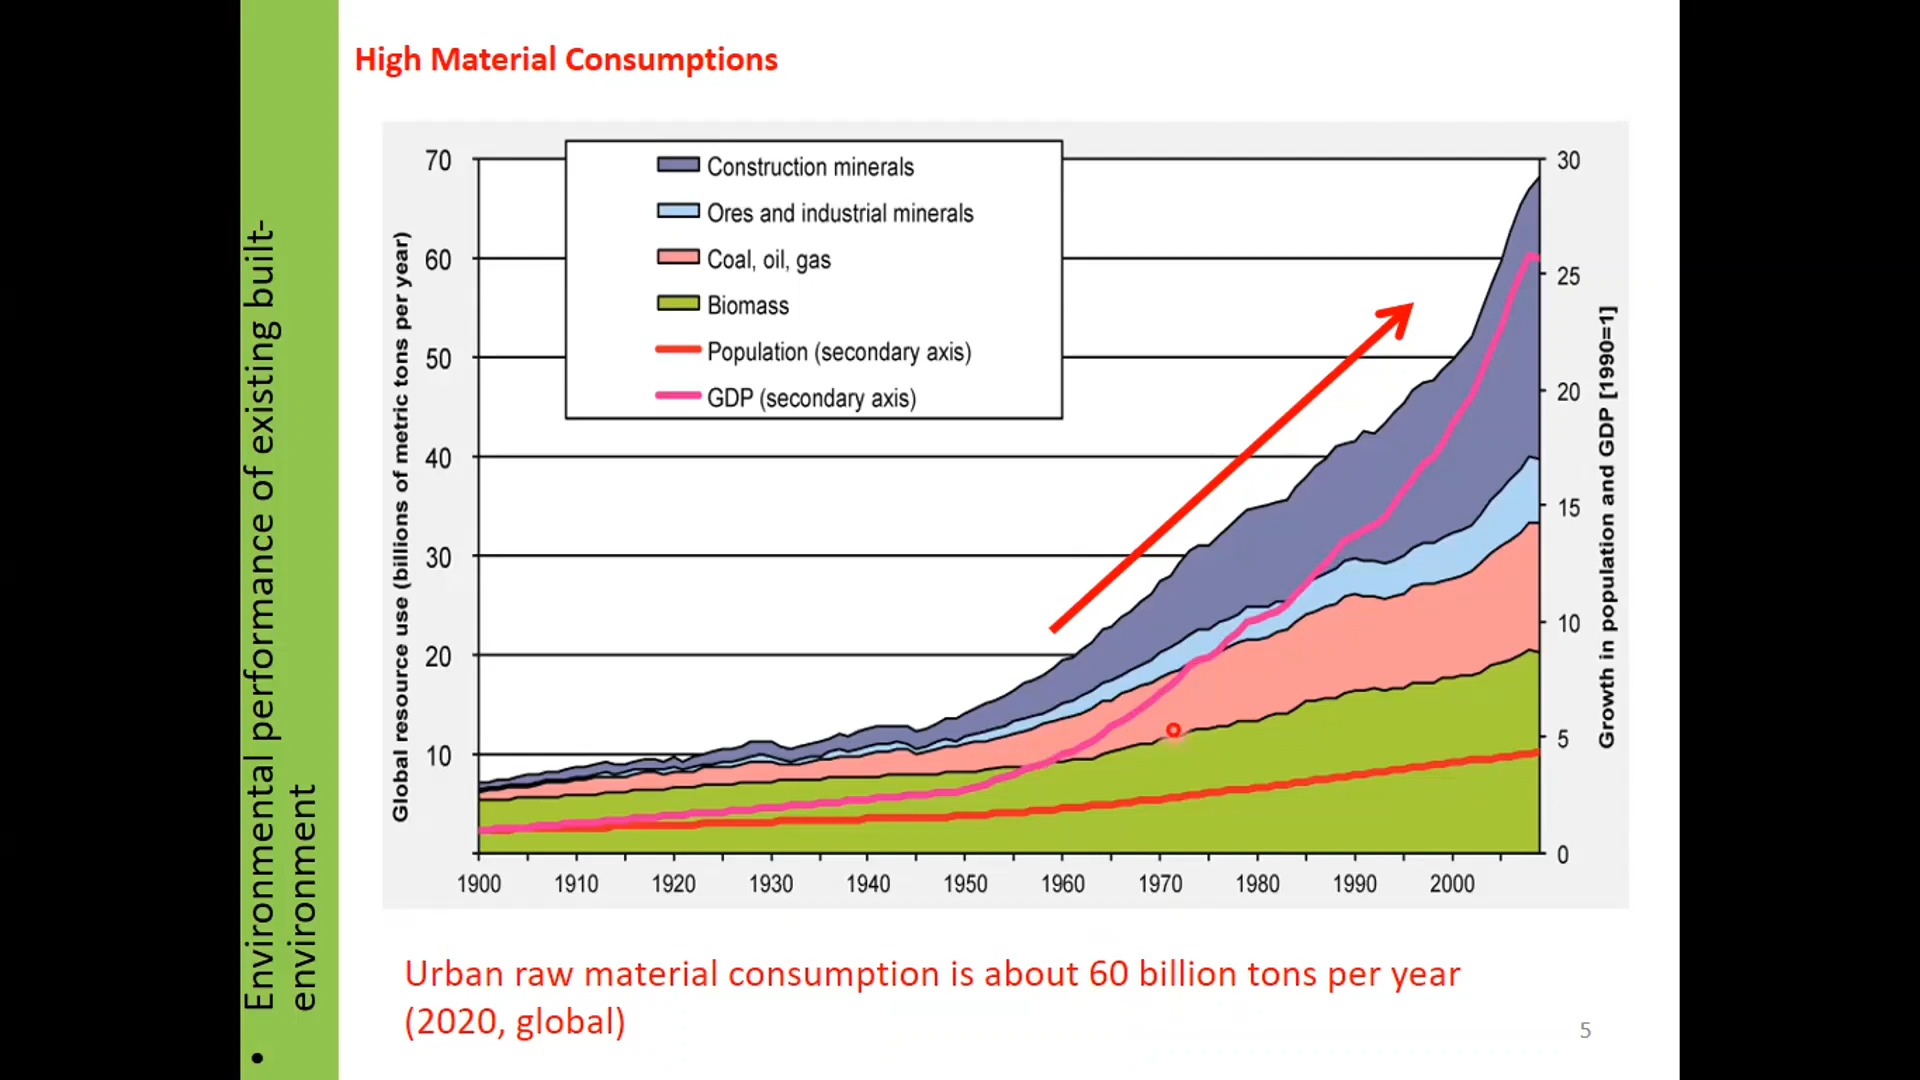 High Material Consumptions
• Environmental performance of existing built-
environment
Construction minerals
Ores and industrial minerals
Coal, oil, gas
Biomass
Population (secondary axis)
GDP (secondary axis)
Global resource use (billions of metric tons per year)
70
60
50
40
30
20
10
30
25
20
15
10
5
0
Growth in population and GDP [1990=1]
1900 1910 1920 1930 1940 1950 1960 1970 1980 1990 2000
Urban raw material consumption is about 60 billion tons per year
(2020, global)
5